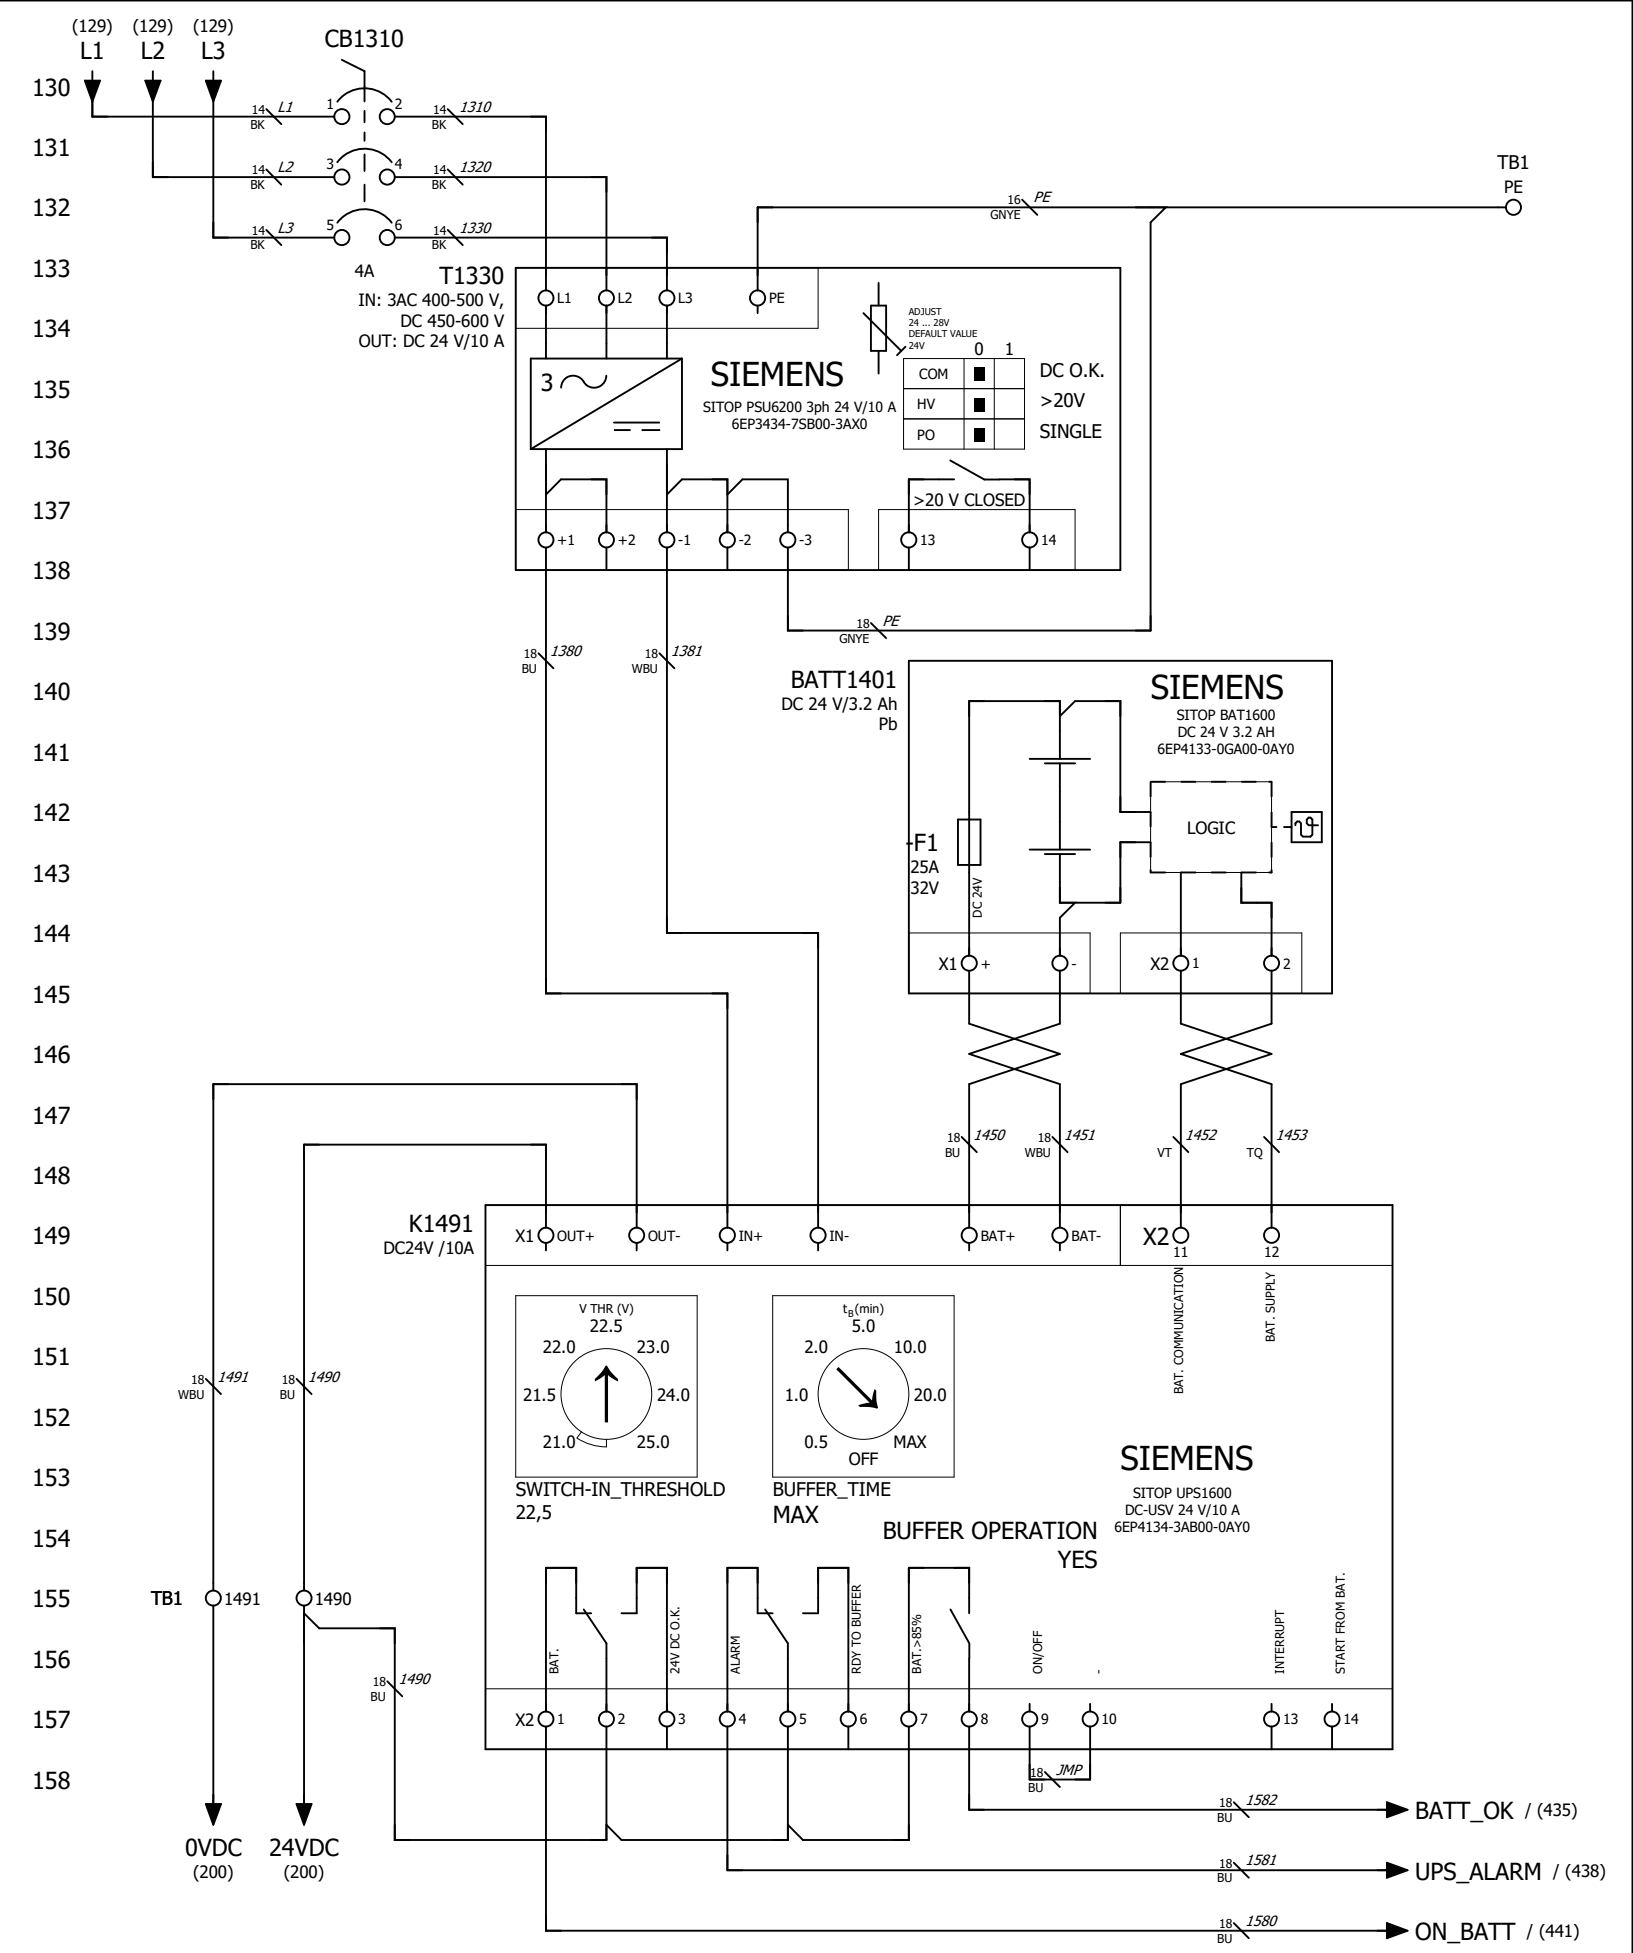 (129) (129) (129)
L1 L2 L3
CB1310
130
14 L1 1 2 14 1310
BK BK
131
14 L2 3 4 14 1320
BK BK
TB1
PE
132
16 PE
GNYE
14 L3 5 6 14 1330
BK BK
133
4A
T1330
IN: 3AC 400-500 V,
DC 450-600 V
OUT: DC 24 V/10 A
L1 L2 L3 PE
134
ADJUST
24 ... 28V
DEFAULT VALUE
24V
0 1
COM DC O.K.
HV >20V
PO SINGLE
135
3
SIEMENS
SITOP PSU6200 3ph 24 V/10 A
6EP3434-7SB00-3AX0
136
137
>20 V CLOSED
+1 +2 -1 -2 -3 13 14
138
139
18 PE
GNYE
18 1380
BU
18 1381
WBU
140
BATT1401
DC 24 V/3.2 Ah
Pb
SIEMENS
SITOP BAT1600
DC 24 V 3.2 AH
6EP4133-0GA00-0AY0
141
142
LOGIC
ϑ
-F1
25A
32V
DC 24V
143
144
X1 + - X2 1 2
145
146
147
18 1450
BU
18 1451
WBU
1452
VT
1453
TQ
148
149
K1491
DC24V /10A
X1 OUT+ OUT- IN+ IN- BAT+ BAT- X2
11 12
BAT. COMMUNICATION
BAT. SUPPLY
150
V THR (V)
22.5
22.0 23.0
21.5 24.0
21.0 25.0
tB(min)
5.0
2.0 10.0
1.0 20.0
0.5 MAX
OFF
151
18 1491
WBU
18 1490
BU
152
153
SWITCH-IN_THRESHOLD
22,5
BUFFER_TIME
MAX
SIEMENS
SITOP UPS1600
DC-USV 24 V/10 A
6EP4134-3AB00-0AY0
154
BUFFER OPERATION
YES
155
TB1 1491 1490
156
BAT.
24V DC O.K.
ALARM
RDY TO BUFFER
BAT.>85%
ON/OFF
-
INTERRUPT
START FROM BAT.
18 1490
BU
157
X2 1 2 3 4 5 6 7 8 9 10 13 14
158
18 JMP
BU
18 1582
BU
BATT_OK / (435)
0VDC 24VDC
(200) (200)
18 1581
BU
UPS_ALARM / (438)
18 1580
BU
ON_BATT / (441)